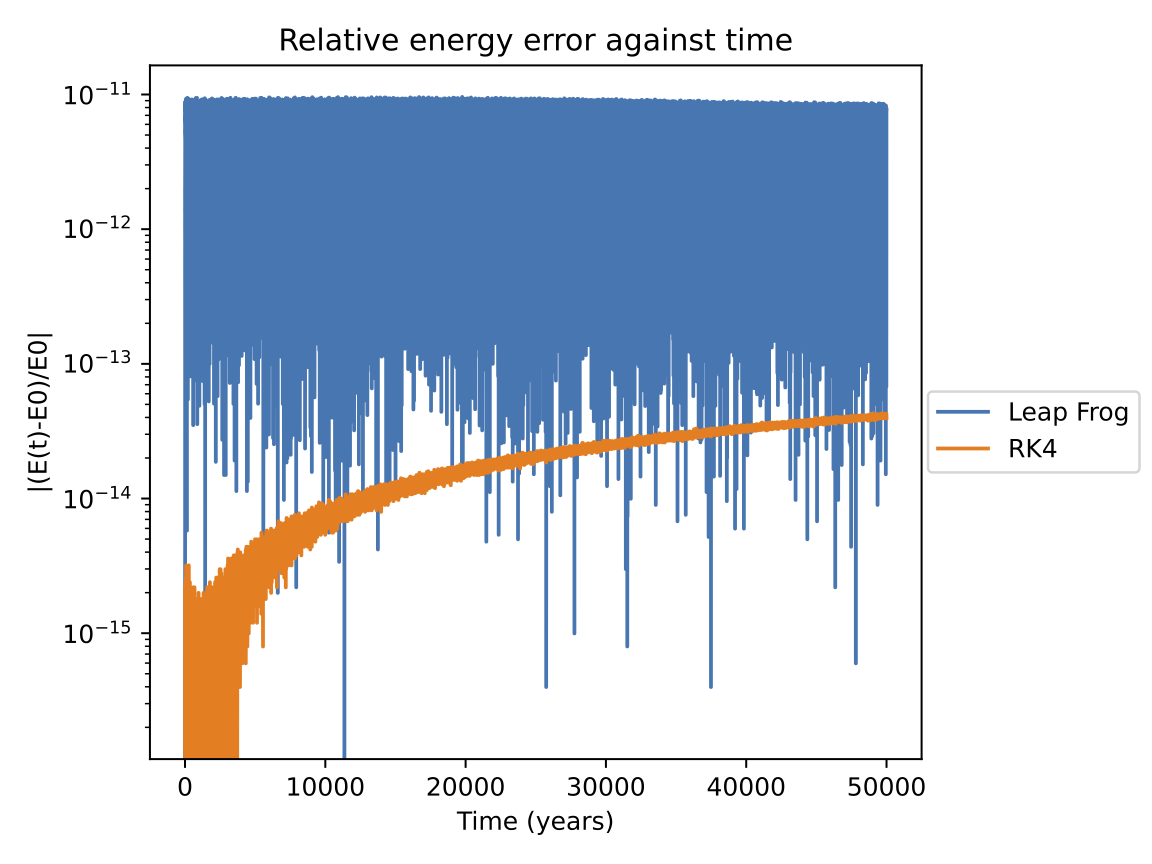 Relative energy error against time
|(E(t)-E0)/E0|
10⁻¹¹
10⁻¹²
10⁻¹³
10⁻¹⁴
10⁻¹⁵
0 10000 20000 30000 40000 50000
Time (years)
Leap Frog
RK4